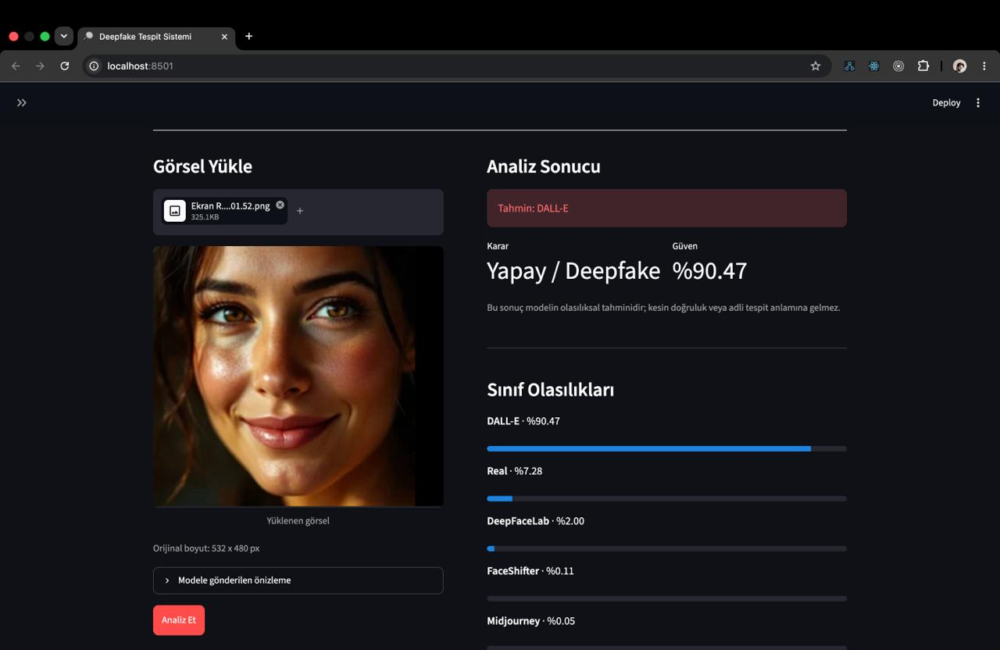 Deepfake Tespit Sistemi
localhost:8501
Deploy
Görsel Yükle
Ekran R....01.52.png
325.1KB
Yüklenen görsel
Orijinal boyut: 532 x 480 px
Modele gönderilen önizleme
Analiz Et
Analiz Sonucu
Tahmin: DALL-E
Karar
Güven
Yapay / Deepfake
%90.47
Bu sonuç modelin olasılıksal tahminidir; kesin doğruluk veya adli tespit anlamına gelmez.
Sınıf Olasılıkları
DALL-E · %90.47
Real · %7.28
DeepFaceLab · %2.00
FaceShifter · %0.11
Midjourney · %0.05